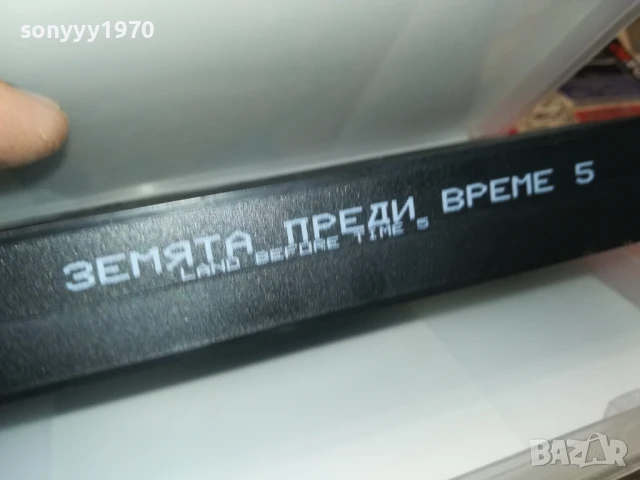 sonyyy1970
ЗЕМЯТА ПРЕДИ ВРЕМЕ 5
LAND BEFORE TIME 5
BAZAR